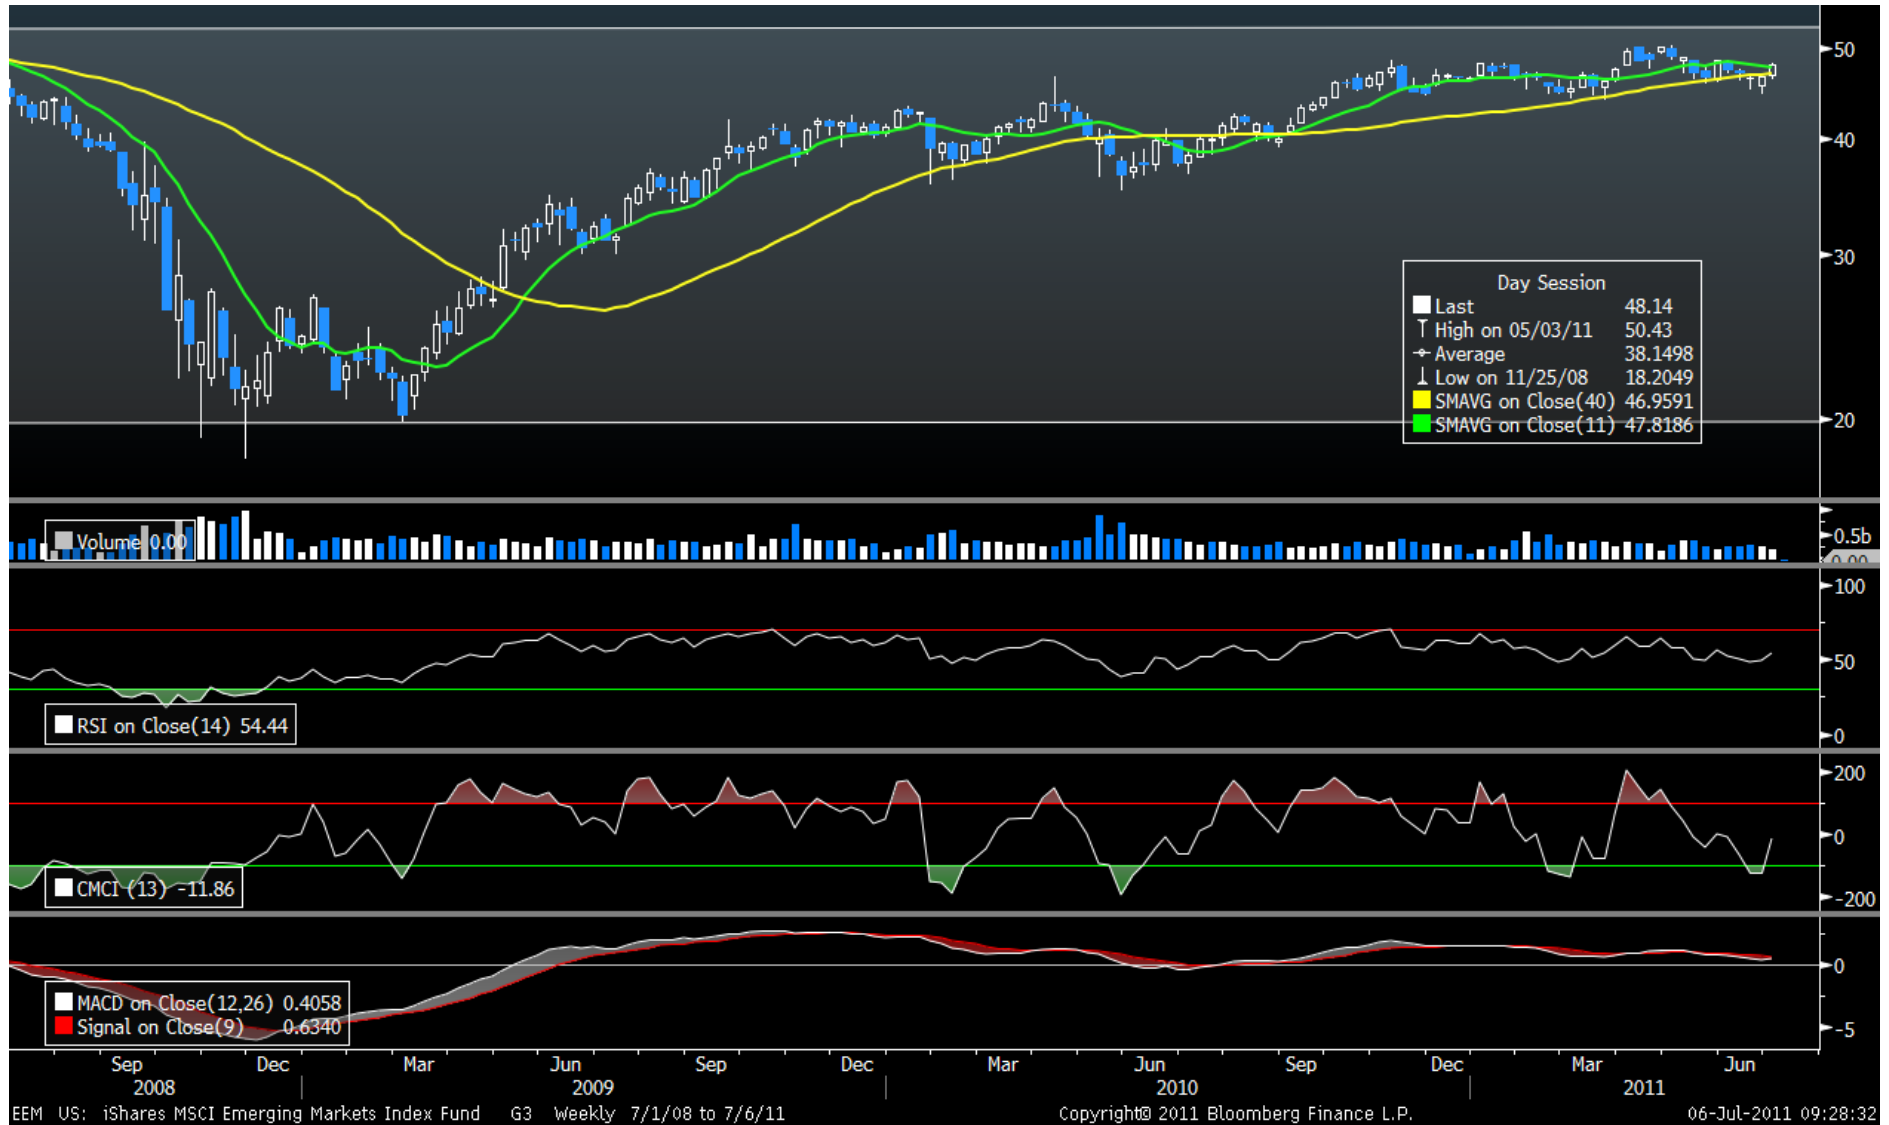 50
40
30
20
Day Session
Last 48.14
High on 05/03/11 50.43
Average 38.1498
Low on 11/25/08 18.2049
SMAVG on Close(40) 46.9591
SMAVG on Close(11) 47.8186
Volume 0.00
0.5b
0.00
100
50
0
RSI on Close(14) 54.44
200
0
-200
CMCI (13) -11.86
0
-5
MACD on Close(12,26) 0.4058
Signal on Close(9) 0.6340
Sep Dec Mar Jun Sep Dec Mar Jun Sep Dec Mar Jun
2008 2009 2010 2011
EEM US: iShares MSCI Emerging Markets Index Fund G3 Weekly 7/1/08 to 7/6/11 Copyright© 2011 Bloomberg Finance L.P. 06-Jul-2011 09:28:32